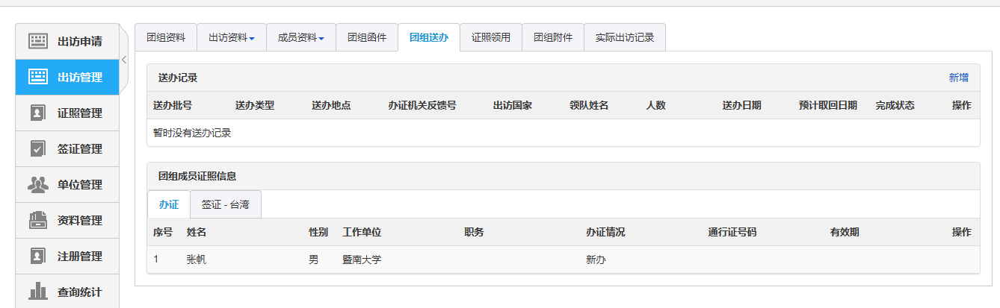 出访申请
出访管理
证照管理
签证管理
单位管理
资料管理
注册管理
查询统计
团组资料 出访资料 成员资料 团组函件 团组送办 证照领用 团组附件 实际出访记录
送办记录 新增
送办批号 送办类型 送办地点 办证机关反馈号 出访国家 领队姓名 人数 送办日期 预计取回日期 完成状态 操作
暂时没有送办记录
团组成员证照信息
办证 签证 - 台湾
序号 姓名 性别 工作单位 职务 办证情况 通行证号码 有效期 操作
1 张帆 男 暨南大学 新办